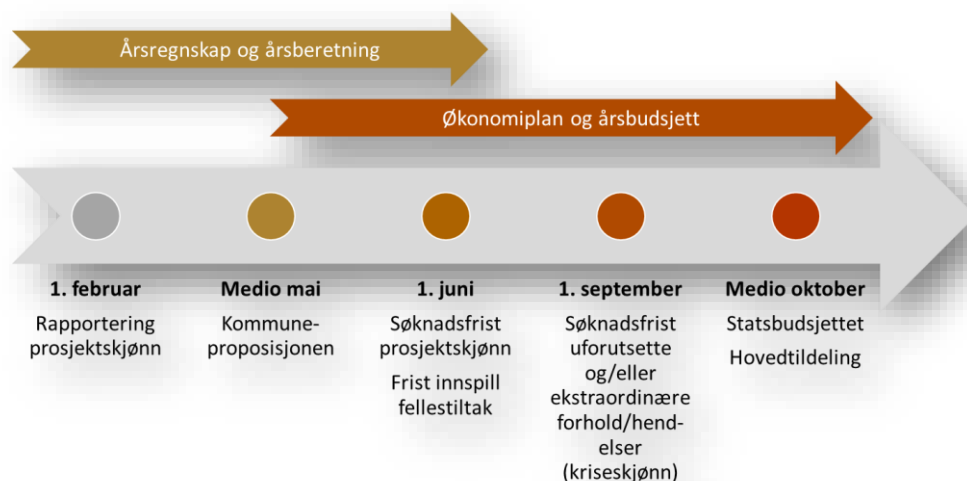 Årsregnskap og årsberetning
Økonomiplan og årsbudsjett
1. februar
Rapportering
prosjektskjønn
Medio mai
Kommune-
proposisjonen
1. juni
Søknadsfrist
prosjektskjønn
Frist innspill
fellestiltak
1. september
Søknadsfrist
uforutsette
og/eller
ekstraordinære
forhold/hend-
elser
(kriseskjønn)
Medio oktober
Statsbudsjettet
Hovedtildeling